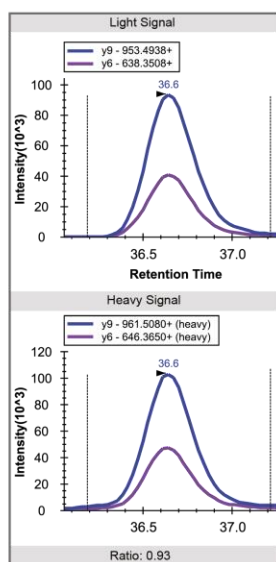 Light Signal
y9 - 953.4938+
y6 - 638.3508+
36.6
100
80
60
40
20
0
Intensity(10^3)
36.5 37.0
Retention Time
Heavy Signal
y9 - 961.5080+ (heavy)
y6 - 646.3650+ (heavy)
36.6
120
100
80
60
40
20
0
Intensity(10^3)
36.5 37.0
Ratio: 0.93